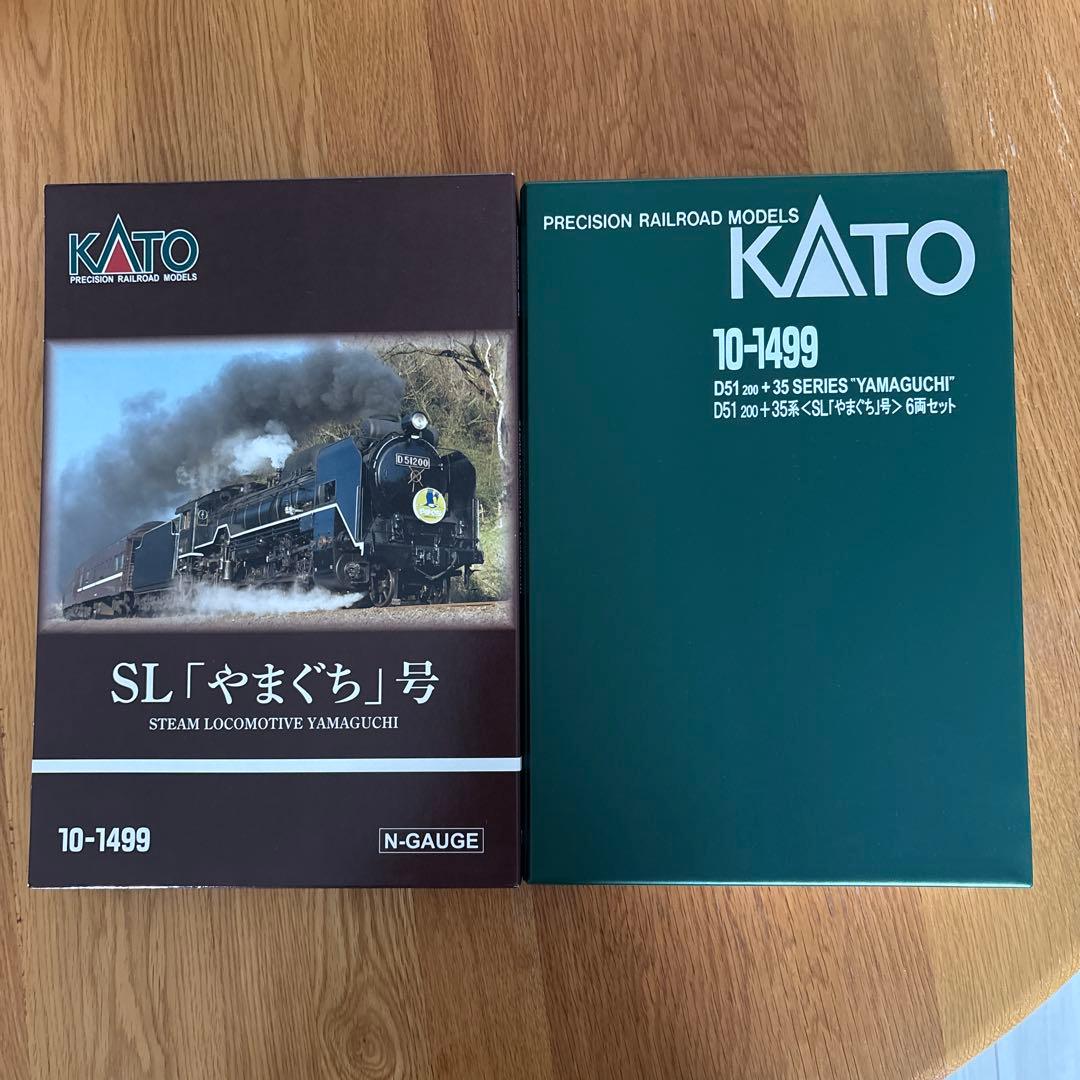 KATO
PRECISION RAILROAD MODELS
D51200
SL「やまぐち」号
STEAM LOCOMOTIVE YAMAGUCHI
10-1499
N-GAUGE
PRECISION RAILROAD MODELS
KATO
10-1499
D51 200 + 35 SERIES "YAMAGUCHI"
D51 200 + 35系<SL「やまぐち」号> 6両セット